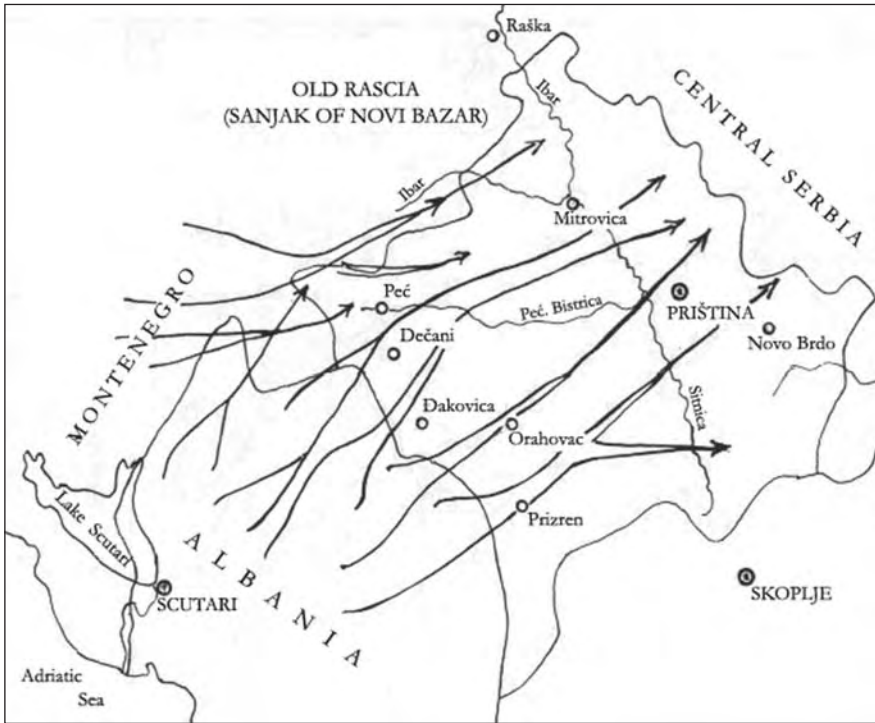 Raška
OLD RASCIA
(SANJAK OF NOVI BAZAR)
Ibar
CENTRAL SERBIA
Ibar
Mitrovica
MONTENEGRO
Peć
Peć. Bistrica
PRIŠTINA
Dečani
Novo Brdo
Đakovica
Orahovac
Sitnica
Lake Scutari
Prizren
ALBANIA
SCUTARI
SKOPLJE
Adriatic
Sea